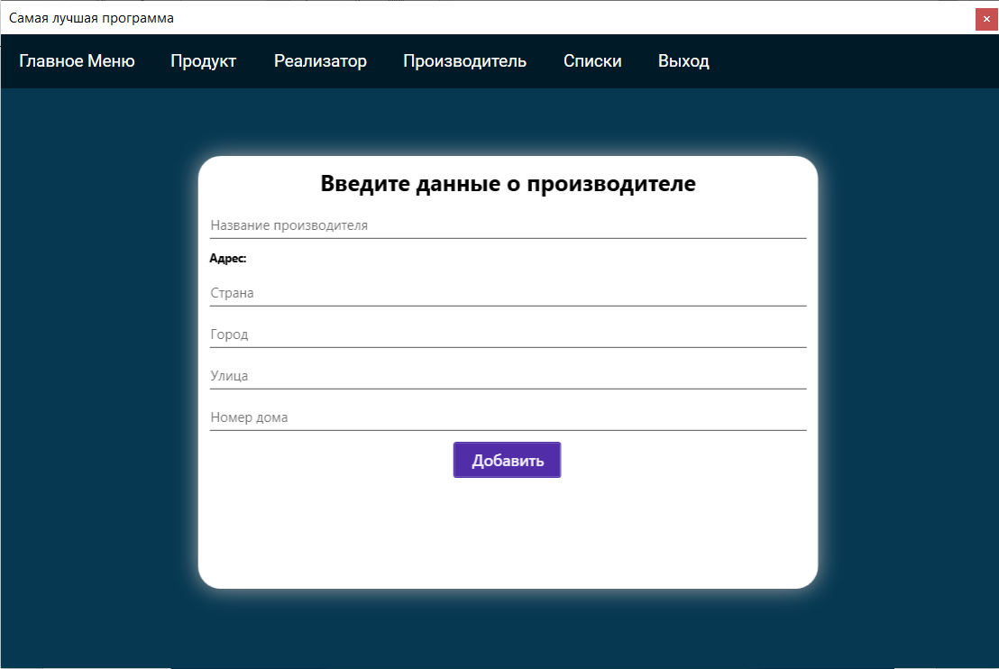 Самая лучшая программа
Главное Меню Продукт Реализатор Производитель Списки Выход
Введите данные о производителе
Название производителя
Адрес:
Страна
Город
Улица
Номер дома
Добавить